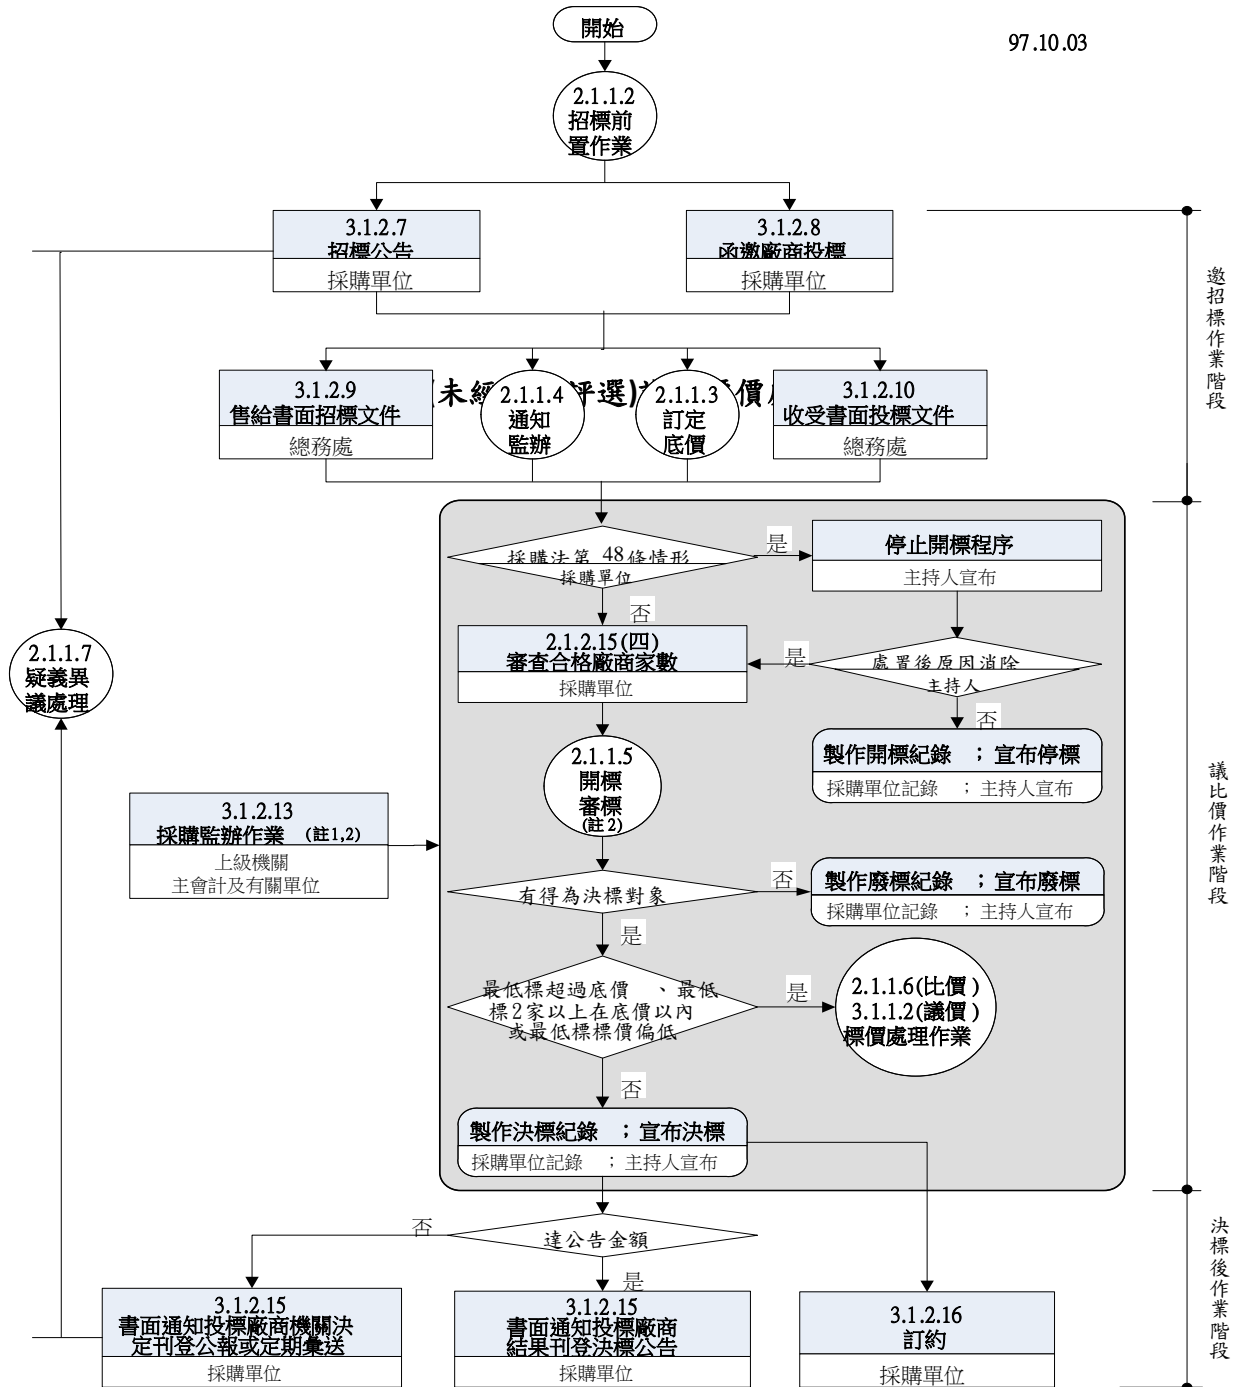 開始
97.10.03
2.1.1.2
招標前
置作業
3.1.2.7
招標公告
採購單位
3.1.2.8
函邀廠商投標
採購單位
邀招標作業階段
3.1.2.9
售給書面招標文件
總務處
未經
評選)
價
2.1.1.4
通知
監辦
2.1.1.3
訂定
底價
3.1.2.10
收受書面投標文件
總務處
採購法第 48條情形
採購單位
是
停止開標程序
主持人宣布
否
2.1.2.15(四)
審查合格廠商家數
採購單位
是
處置後原因消除
主持人
2.1.1.7
疑義異
議處理
否
製作開標紀錄 ；宣布停標
採購單位記錄 ；主持人宣布
2.1.1.5
開標
審標
(註2)
議比價作業階段
3.1.2.13
採購監辦作業 (註1,2)
上級機關
主會計及有關單位
有得為決標對象
否
製作廢標紀錄 ；宣布廢標
採購單位記錄 ；主持人宣布
是
最低標超過底價 、最低
標2家以上在底價以內
或最低標標價偏低
是
2.1.1.6(比價)
3.1.1.2(議價)
標價處理作業
否
製作決標紀錄 ；宣布決標
採購單位記錄 ；主持人宣布
達公告金額
否
是
決標後作業階段
3.1.2.15
書面通知投標廠商機關決
定刊登公報或定期彙送
採購單位
3.1.2.15
書面通知投標廠商
結果刊登決標公告
採購單位
3.1.2.16
訂約
採購單位